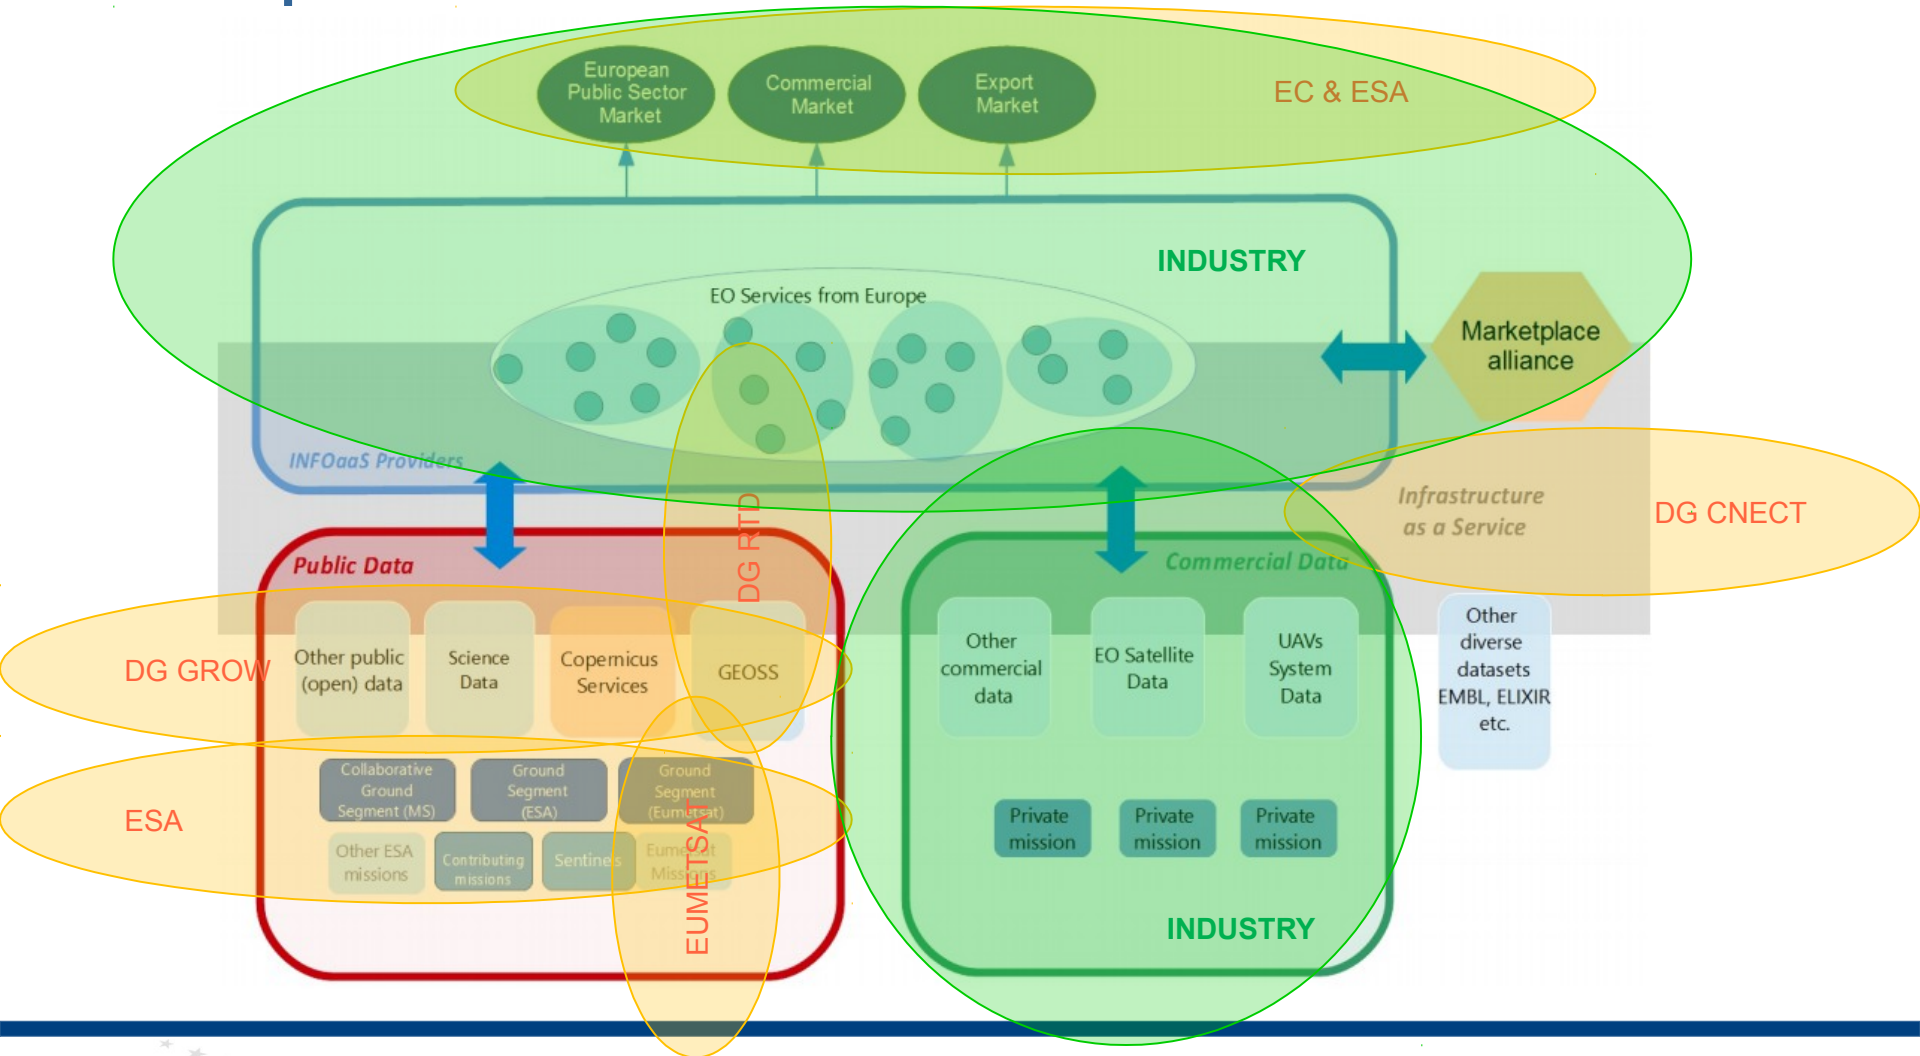 European
Public Sector
Market
Commercial
Market
Export
Market
EC & ESA
INDUSTRY
EO Services from Europe
Marketplace
alliance
INFOaaS Providers
Infrastructure
as a Service
DG CNECT
DG RTD
Public Data
Commercial Data
DG GROW
Other public
(open) data
Science
Data
Copernicus
Services
GEOSS
Other
commercial
data
EO Satellite
Data
UAVs
System
Data
Other
diverse
datasets
EMBL, ELIXIR
etc.
ESA
Collaborative
Ground
Segment (MS)
Ground
Segment
(ESA)
Ground
Segment
(Eumetsat)
Other ESA
missions
Contributing
missions
Sentinels
Eumetsat
Missions
EUMETSAT
Private
mission
Private
mission
Private
mission
INDUSTRY